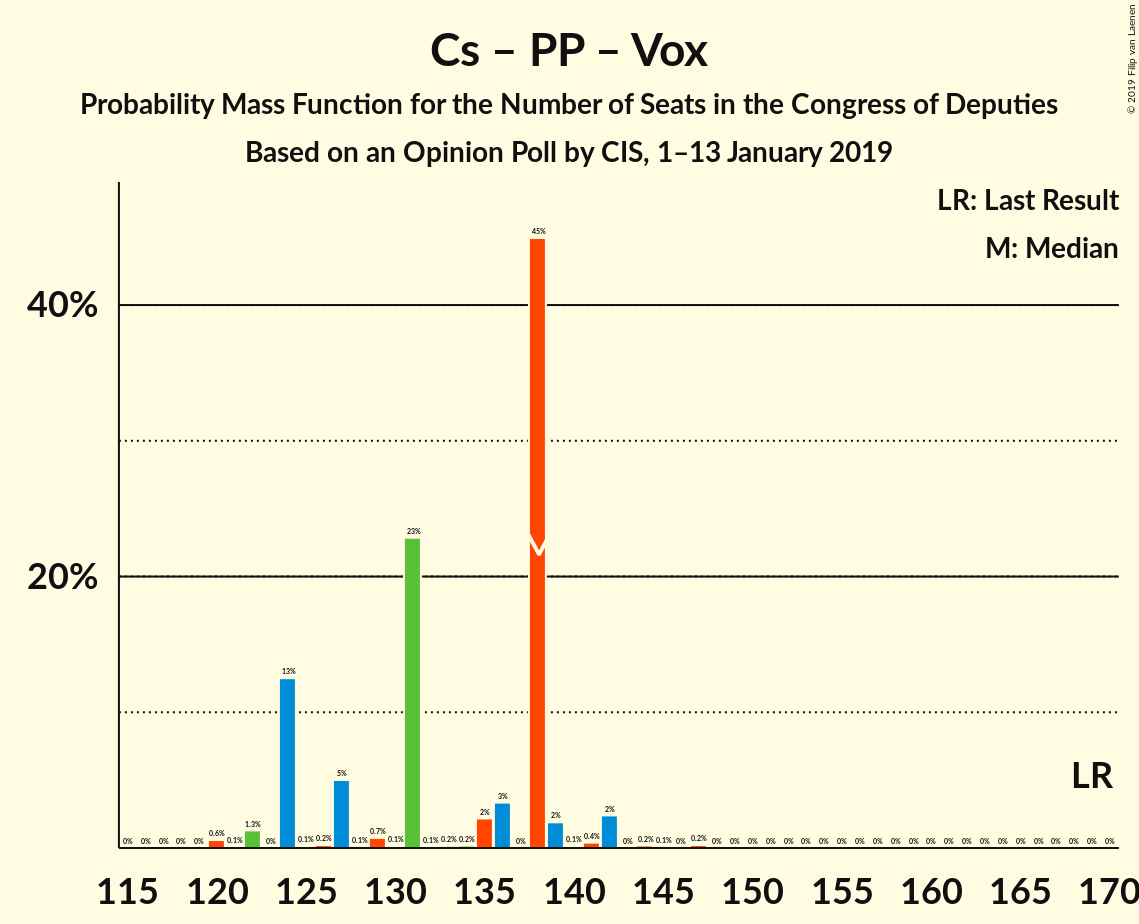 Cs – PP – Vox
Probability Mass Function for the Number of Seats in the Congress of Deputies
Based on an Opinion Poll by CIS, 1–13 January 2019
© 2019 Filip van Laenen
LR: Last Result
M: Median
40%
20%
0% 0% 0% 0% 0% 0.6% 0.1% 1.3% 0% 13% 0.1% 0.2% 5% 0.1% 0.7% 0.1% 23% 0.1% 0.2% 0.2% 2% 3% 0% 45% 2% 0.1% 0.4% 2% 0% 0.2% 0.1% 0% 0.2% 0% 0% 0% 0% 0% 0% 0% 0% 0% 0% 0% 0% 0% 0% 0% 0% 0% 0% 0% 0% 0% 0% 0%
M
LR
115 120 125 130 135 140 145 150 155 160 165 170